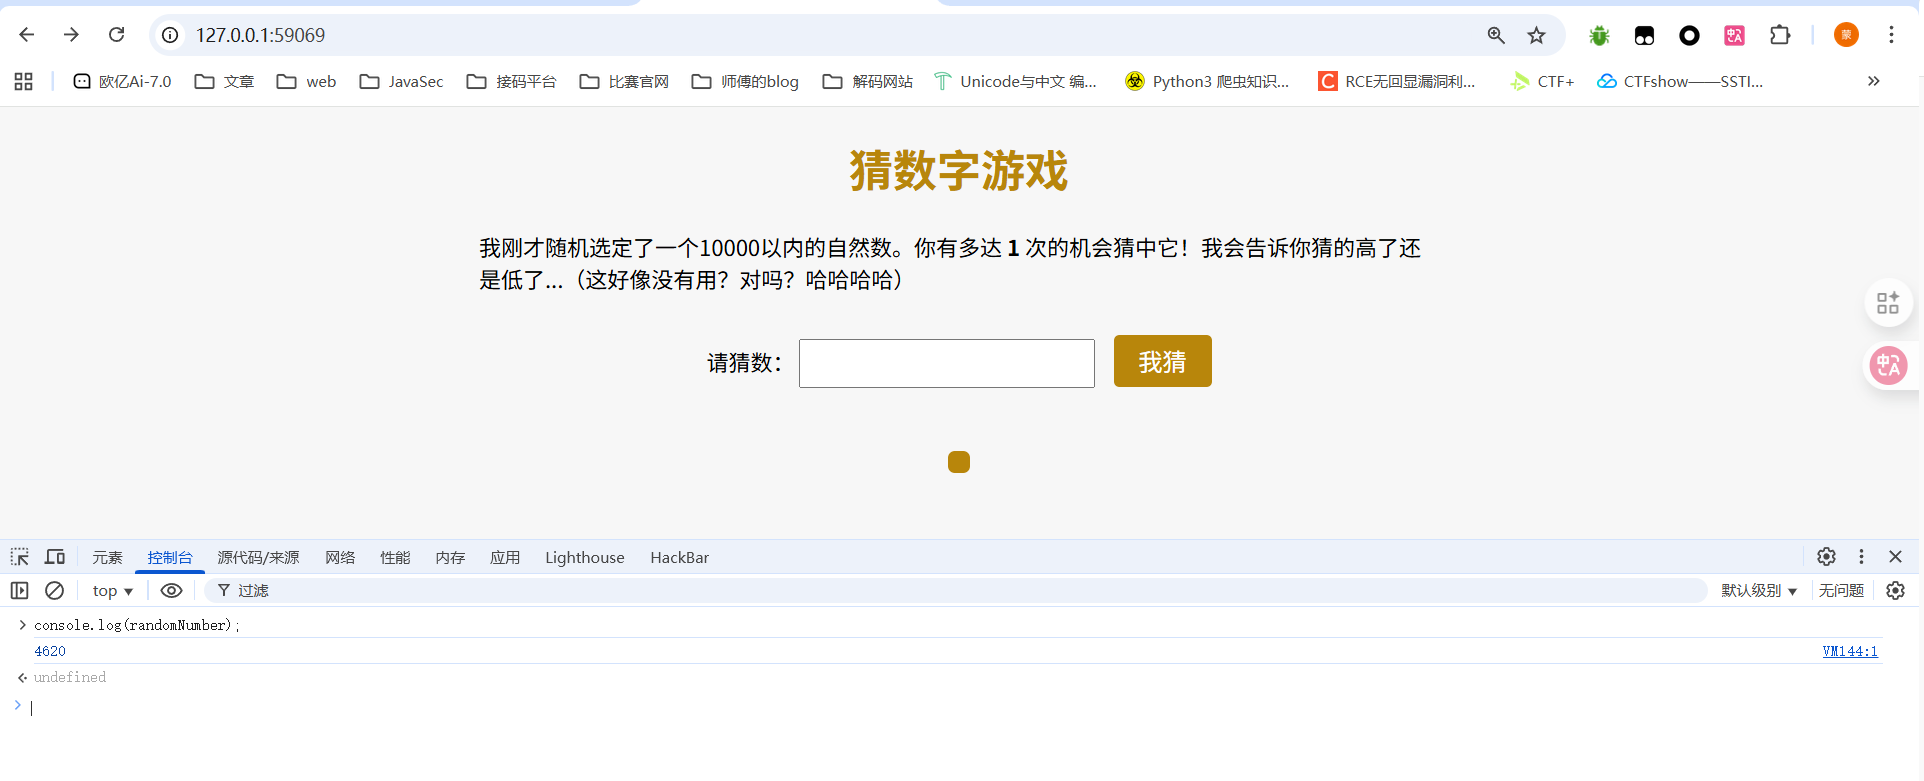 127.0.0.1:59069
欧亿Ai-7.0 文章 web JavaSec 接码平台 比赛官网 师傅的blog 解码网站 Unicode与中文 编... Python3 爬虫知识... RCE无回显漏洞利... CTF+ CTFshow——SSTI... »
猜数字游戏
我刚才随机选定了一个10000以内的自然数。你有多达 1 次的机会猜中它！我会告诉你猜的高了还
是低了...（这好像没有用？对吗？哈哈哈哈）
请猜数： 我猜
元素 控制台 源代码/来源 网络 性能 内存 应用 Lighthouse HackBar
top 过滤 默认级别 无问题
console.log(randomNumber);
4620 VM144:1
undefined